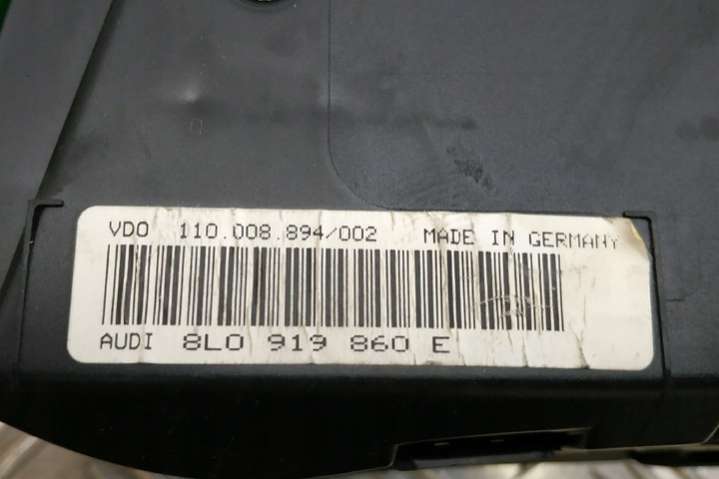 VDO 110.008.894/002 MADE IN GERMANY
AUDI 8L0 919 860 E